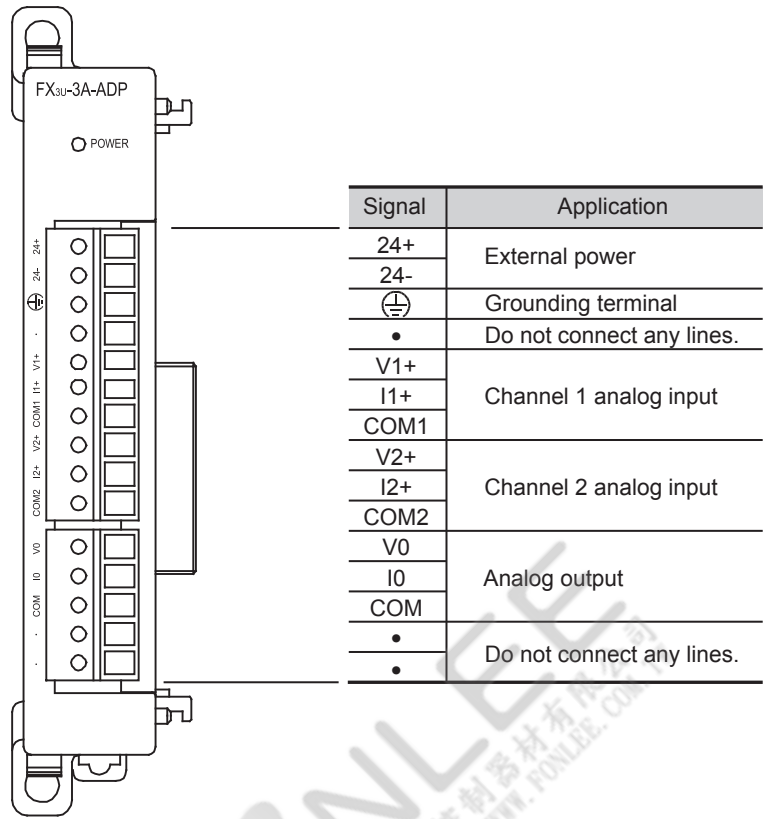 FX3U-3A-ADP
POWER
24+
24-
V1+
I1+
COM1
V2+
I2+
COM2
V0
I0
COM
Signal Application
24+
24-
External power
Grounding terminal
• Do not connect any lines.
V1+
I1+
COM1
Channel 1 analog input
V2+
I2+
COM2
Channel 2 analog input
V0
I0
COM
Analog output
•
•
Do not connect any lines.